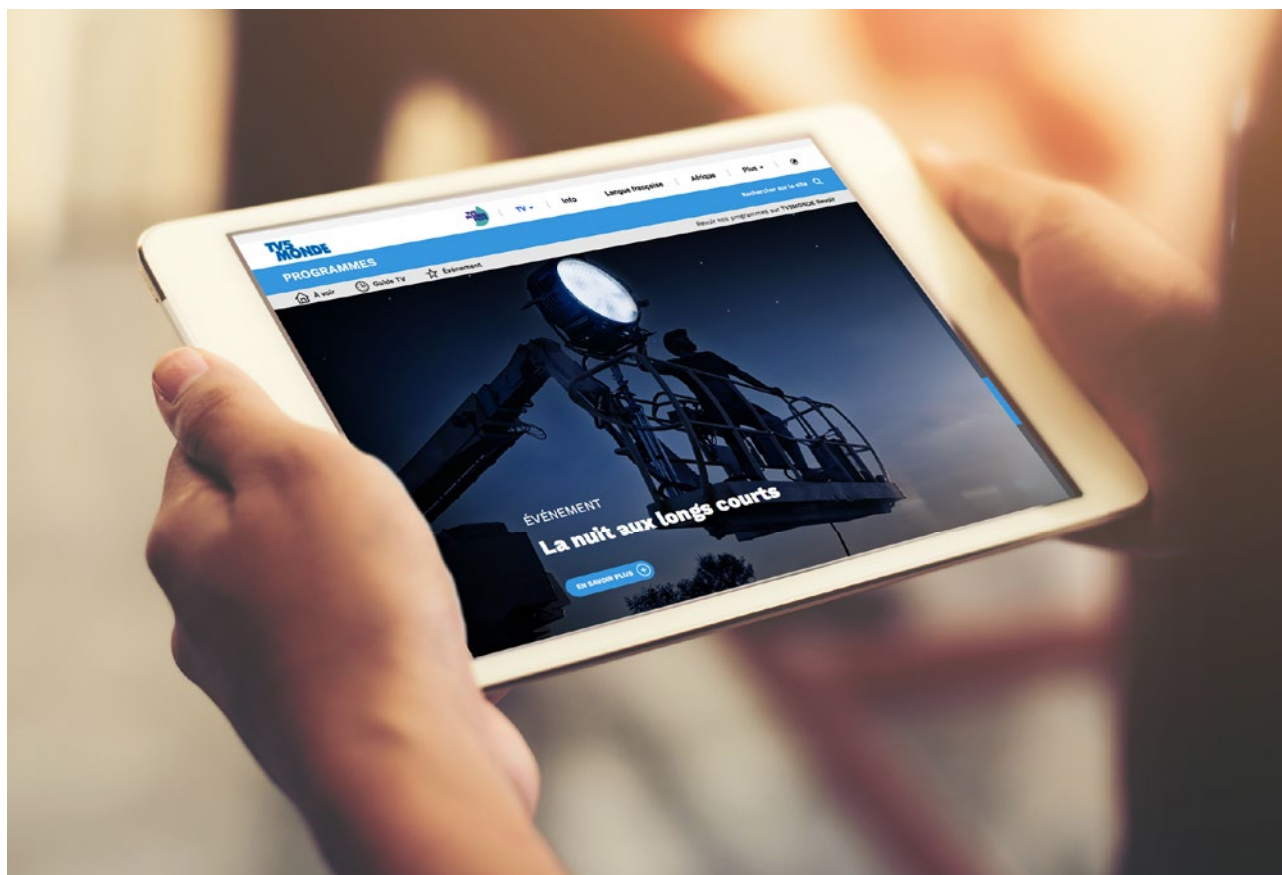 TV5
MONDE
TV
Info
Langue française
Afrique
Plus
PROGRAMMES
Rechercher sur le site
À voir
Guide TV
Événement
Revoir nos programmes sur TV5MONDE Revoir
ÉVÉNEMENT
La nuit aux longs courts
EN SAVOIR PLUS